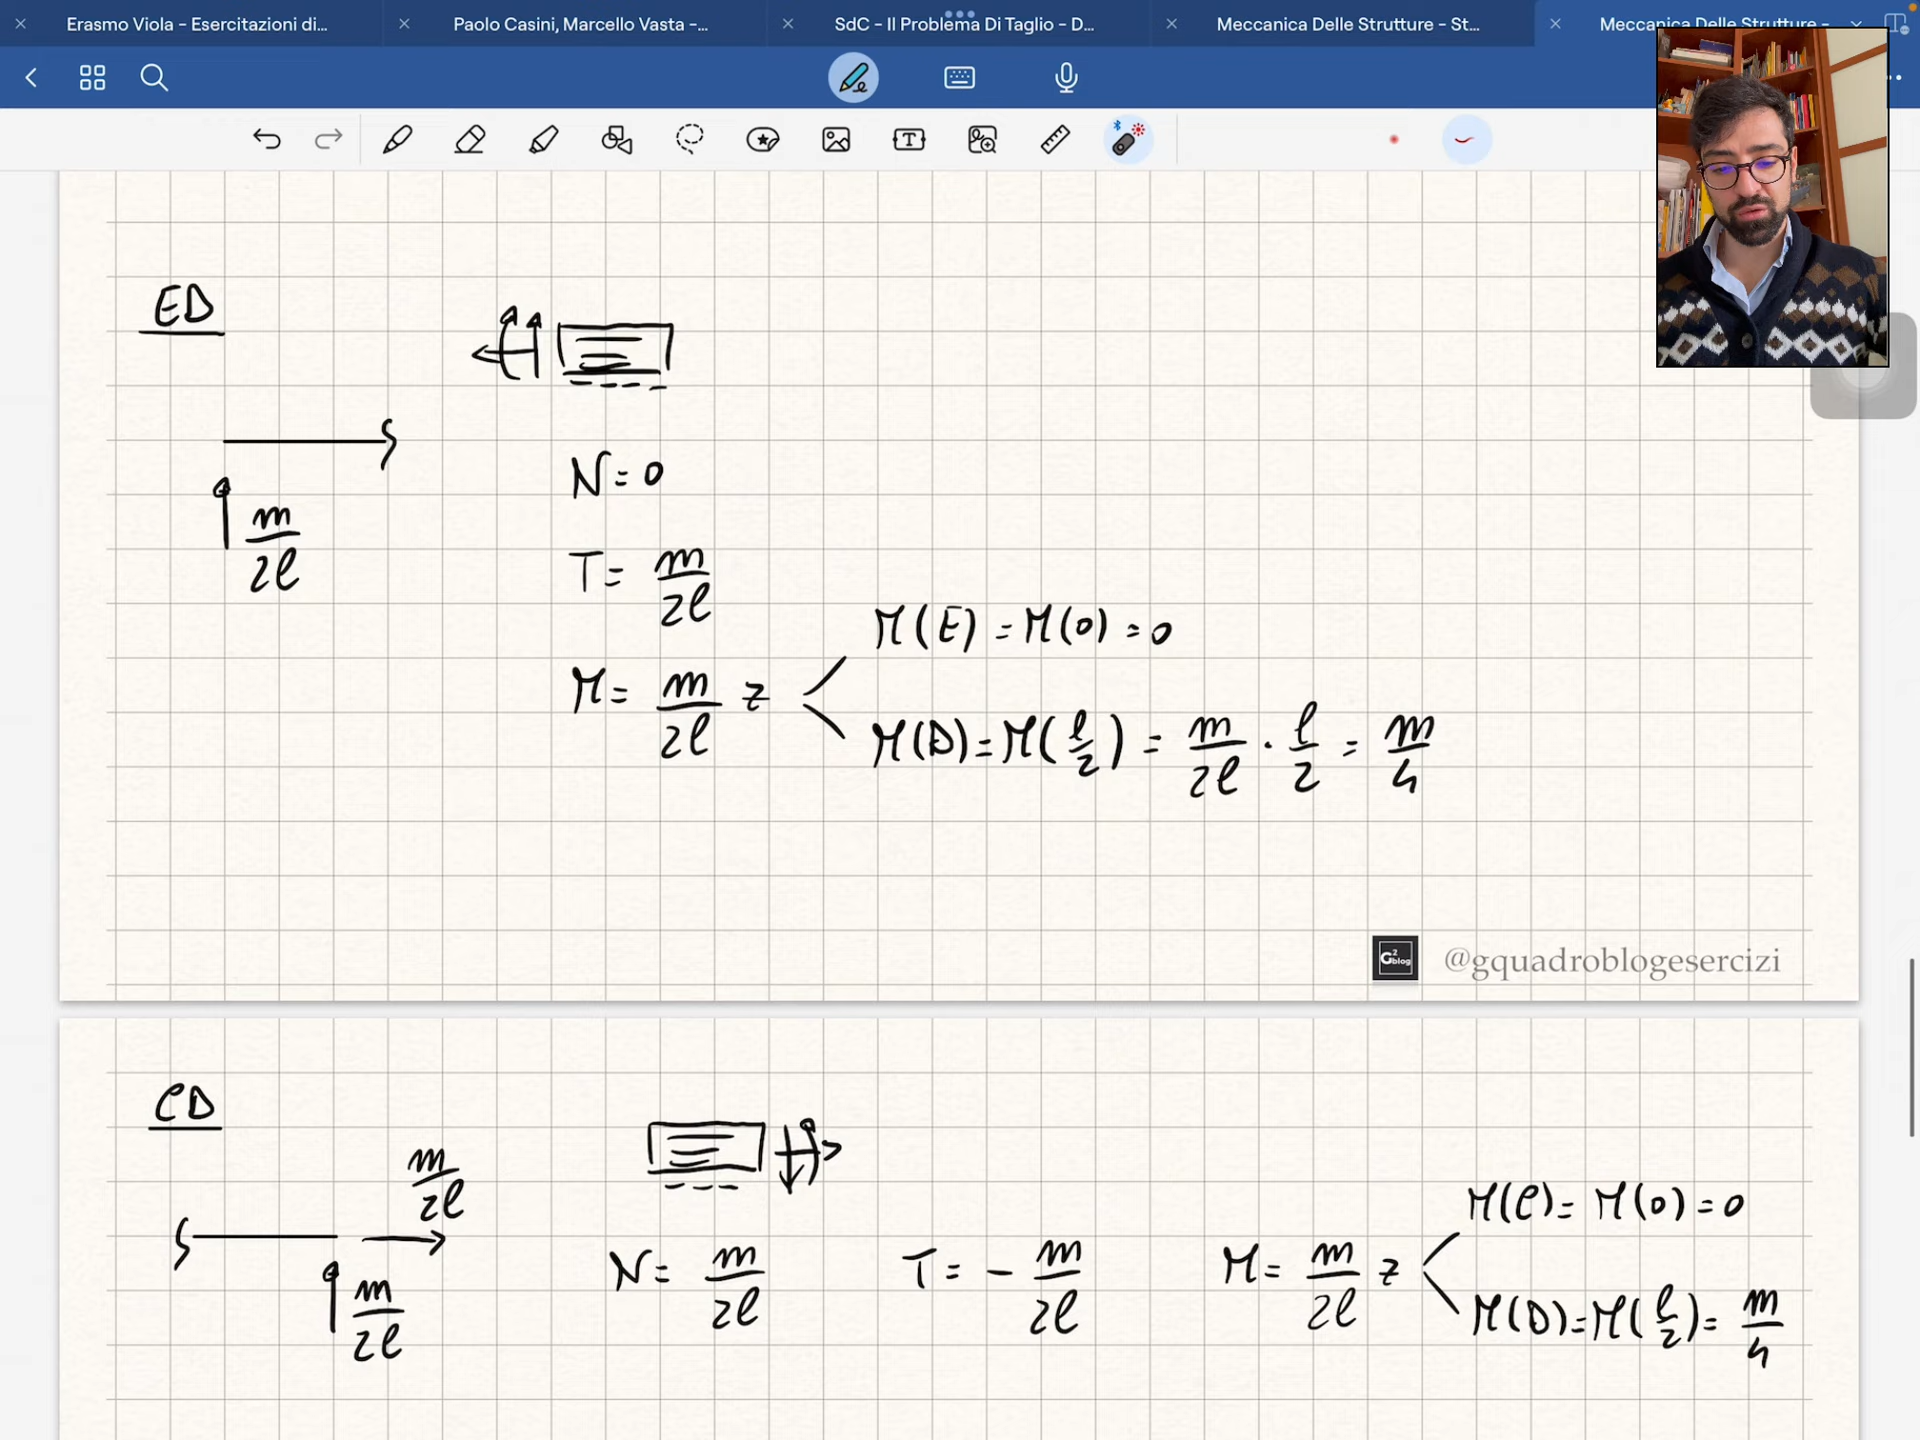 Erasmo Viola - Esercitazioni di... Paolo Casini, Marcello Vasta -... SdC - Il Problema Di Taglio - D... Meccanica Delle Strutture - St... Meccanica Delle Strutture -
ED
m/2l
N = 0
T = m/2l
M = m/2l z
M(E) = M(0) = 0
M(D) = M(l/2) = m/2l · l/2 = m/4
G2 blog @gquadroblogesercizi
CD
m/2l
m/2l
N = m/2l T = - m/2l M = m/2l z
M(C) = M(0) = 0
M(D) = M(l/2) = m/4